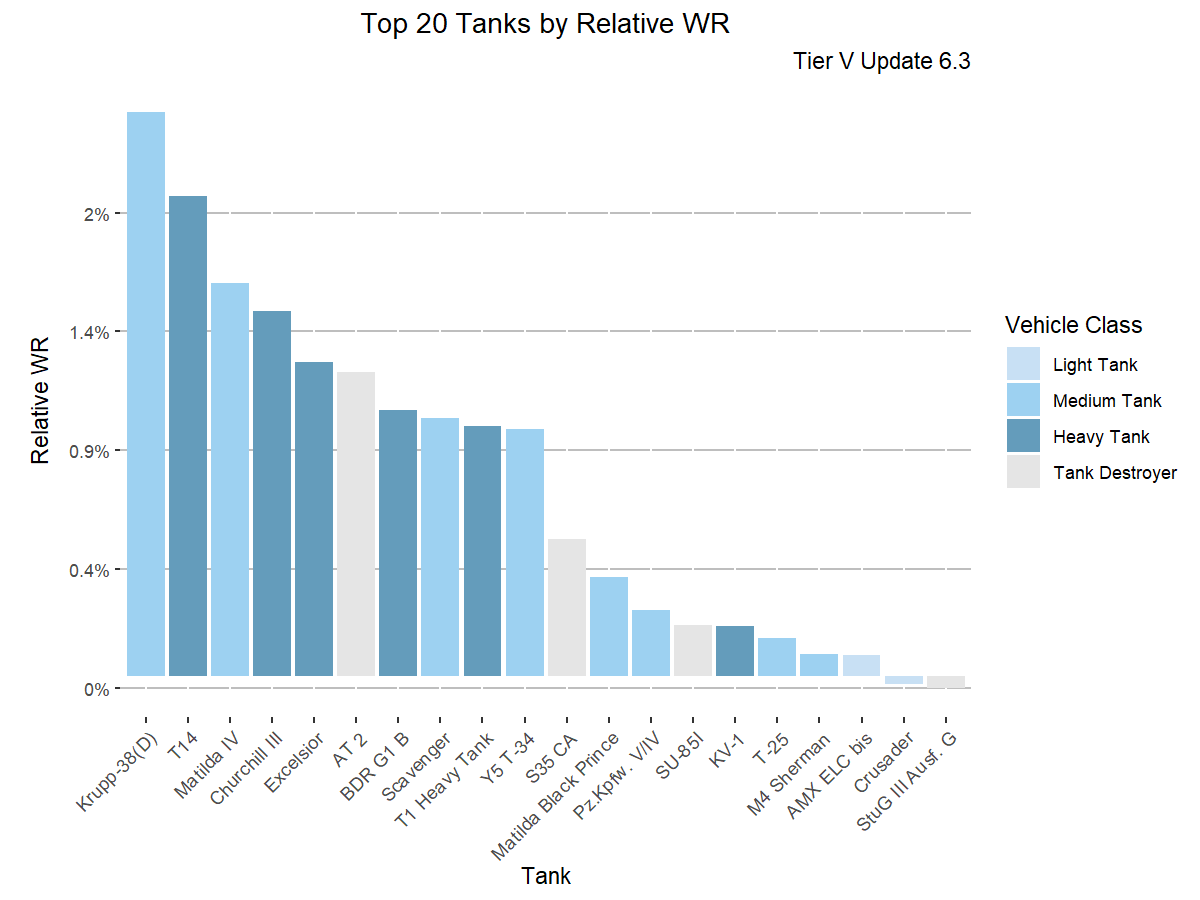 Top 20 Tanks by Relative WR
Tier V Update 6.3
2%
1.4%
0.9%
0.4%
0%
Relative WR
Krupp-38(D)
T14
Matilda IV
Churchill III
Excelsior
AT 2
BDR G1 B
Scavenger
T1 Heavy Tank
Y5 T-34
S35 CA
Matilda Black Prince
Pz.Kpfw. V/IV
SU-85I
KV-1
T-25
M4 Sherman
AMX ELC bis
Crusader
StuG III Ausf. G
Tank
Vehicle Class
Light Tank
Medium Tank
Heavy Tank
Tank Destroyer